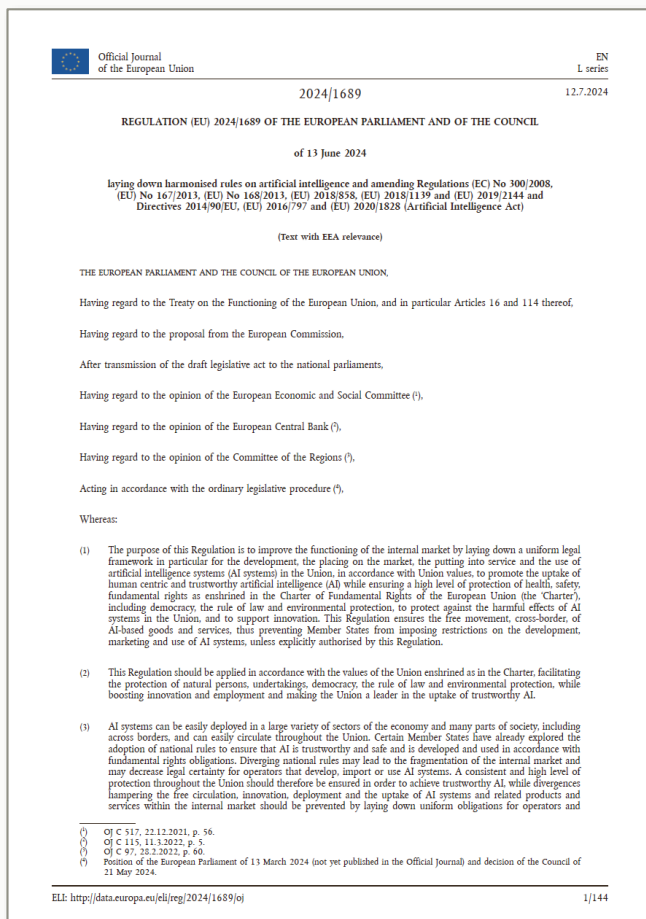 Official Journal
of the European Union
EN
L series
2024/1689
12.7.2024
REGULATION (EU) 2024/1689 OF THE EUROPEAN PARLIAMENT AND OF THE COUNCIL
of 13 June 2024
laying down harmonised rules on artificial intelligence and amending Regulations (EC) No 300/2008,
(EU) No 167/2013, (EU) No 168/2013, (EU) 2018/858, (EU) 2018/1139 and (EU) 2019/2144 and
Directives 2014/90/EU, (EU) 2016/797 and (EU) 2020/1828 (Artificial Intelligence Act)
(Text with EEA relevance)
THE EUROPEAN PARLIAMENT AND THE COUNCIL OF THE EUROPEAN UNION,
Having regard to the Treaty on the Functioning of the European Union, and in particular Articles 16 and 114 thereof,
Having regard to the proposal from the European Commission,
After transmission of the draft legislative act to the national parliaments,
Having regard to the opinion of the European Economic and Social Committee (¹),
Having regard to the opinion of the European Central Bank (²),
Having regard to the opinion of the Committee of the Regions (³),
Acting in accordance with the ordinary legislative procedure (⁴),
Whereas:
(1) The purpose of this Regulation is to improve the functioning of the internal market by laying down a uniform legal
framework in particular for the development, the placing on the market, the putting into service and the use of
artificial intelligence systems (AI systems) in the Union, in accordance with Union values, to promote the uptake of
human centric and trustworthy artificial intelligence (AI) while ensuring a high level of protection of health, safety,
fundamental rights as enshrined in the Charter of Fundamental Rights of the European Union (the ‘Charter’),
including democracy, the rule of law and environmental protection, to protect against the harmful effects of AI
systems in the Union, and to support innovation. This Regulation ensures the free movement, cross-border, of
AI-based goods and services, thus preventing Member States from imposing restrictions on the development,
marketing and use of AI systems, unless explicitly authorised by this Regulation.
(2) This Regulation should be applied in accordance with the values of the Union enshrined as in the Charter, facilitating
the protection of natural persons, undertakings, democracy, the rule of law and environmental protection, while
boosting innovation and employment and making the Union a leader in the uptake of trustworthy AI.
(3) AI systems can be easily deployed in a large variety of sectors of the economy and many parts of society, including
across borders, and can easily circulate throughout the Union. Certain Member States have already explored the
adoption of national rules to ensure that AI is trustworthy and safe and is developed and used in accordance with
fundamental rights obligations. Diverging national rules may lead to the fragmentation of the internal market and
may decrease legal certainty for operators that develop, import or use AI systems. A consistent and high level of
protection throughout the Union should therefore be ensured in order to achieve trustworthy AI, while divergences
hampering the free circulation, innovation, deployment and the uptake of AI systems and related products and
services within the internal market should be prevented by laying down uniform obligations for operators and
(¹) OJ C 517, 22.12.2021, p. 56.
(²) OJ C 115, 11.3.2022, p. 5.
(³) OJ C 97, 28.2.2022, p. 60.
(⁴) Position of the European Parliament of 13 March 2024 (not yet published in the Official Journal) and decision of the Council of
21 May 2024.
ELI: http://data.europa.eu/eli/reg/2024/1689/oj
1/144